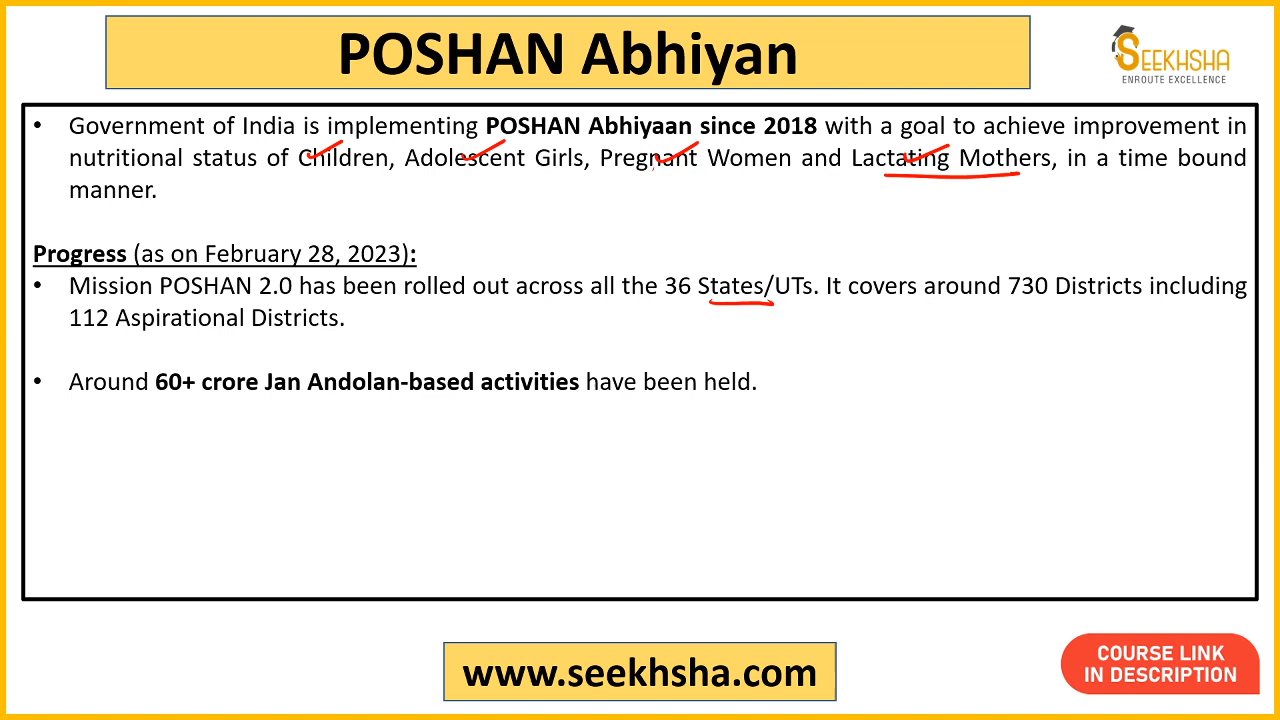 POSHAN Abhiyan
SEEKHSHA
ENROUTE EXCELLENCE
• Government of India is implementing POSHAN Abhiyaan since 2018 with a goal to achieve improvement in
nutritional status of Children, Adolescent Girls, Pregnant Women and Lactating Mothers, in a time bound
manner.
Progress (as on February 28, 2023):
• Mission POSHAN 2.0 has been rolled out across all the 36 States/UTs. It covers around 730 Districts including
112 Aspirational Districts.
• Around 60+ crore Jan Andolan-based activities have been held.
www.seekhsha.com
COURSE LINK
IN DESCRIPTION